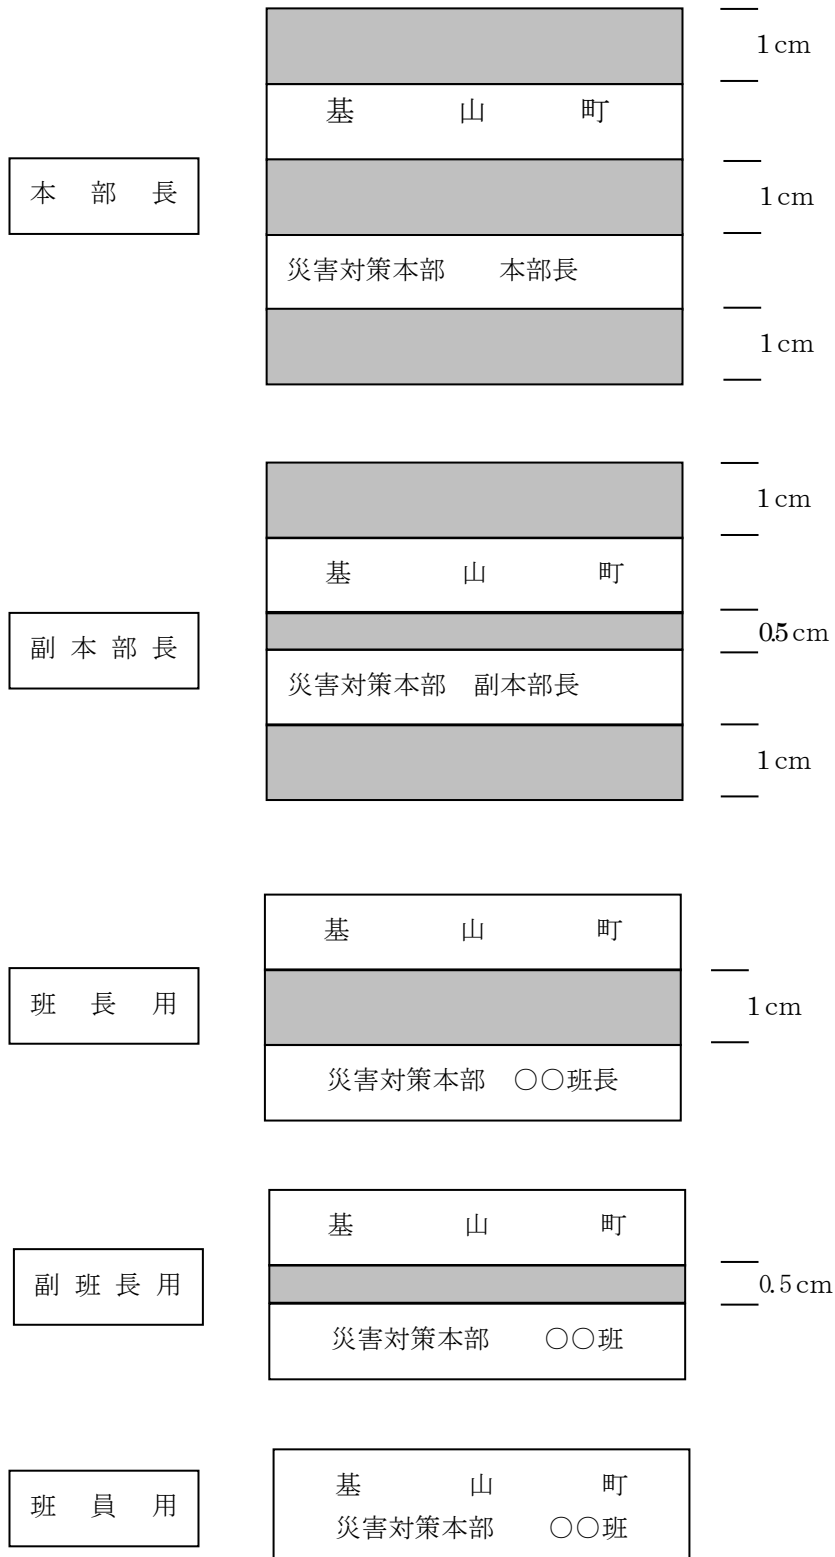 1cm
基　山　町
本　部　長
1cm
災害対策本部　本部長
1cm
1cm
基　山　町
0.5cm
副 本 部 長
災害対策本部　副本部長
1cm
基　山　町
班　長　用
1cm
災害対策本部　○○班長
基　山　町
副 班 長 用
0.5cm
災害対策本部　○○班
基　山　町
班　員　用
災害対策本部　○○班